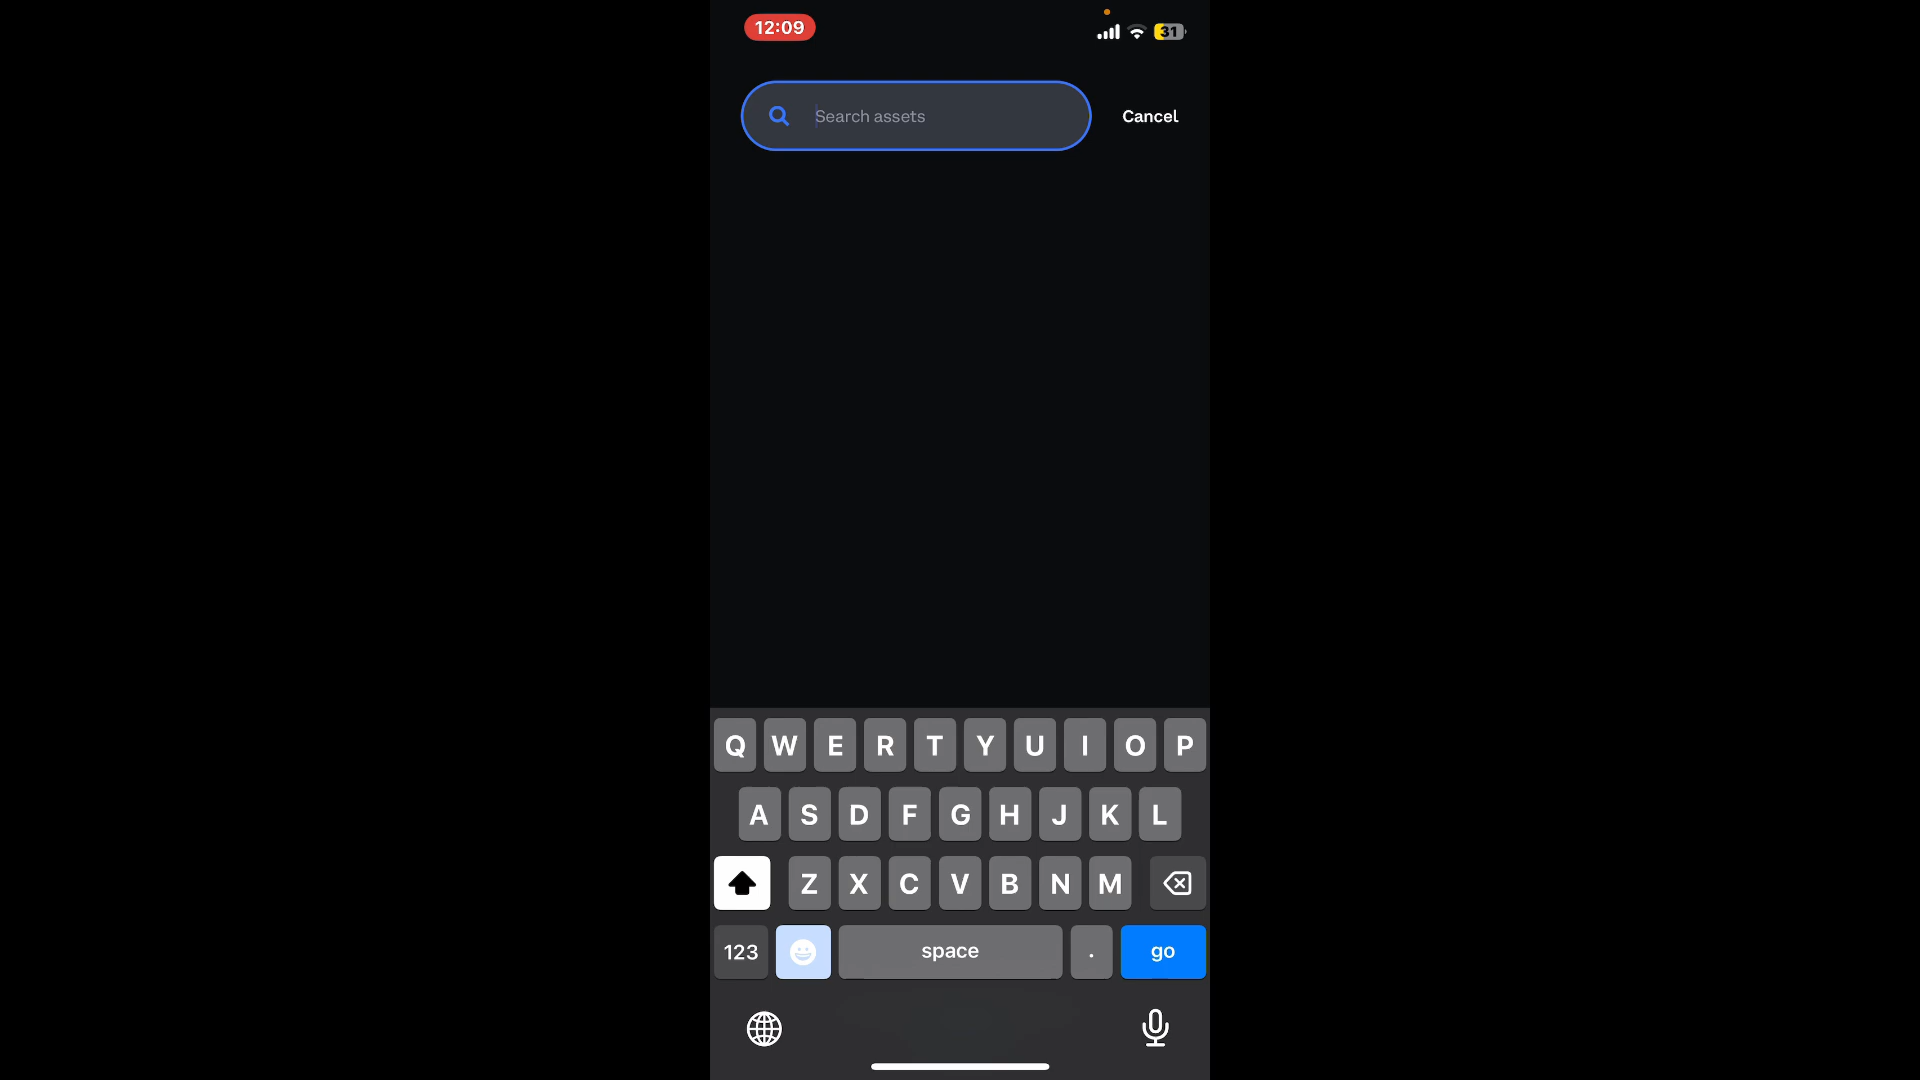 12:09
31
Search assets
Cancel
Q W E R T Y U I O P
A S D F G H J K L
Z X C V B N M
123 space . go